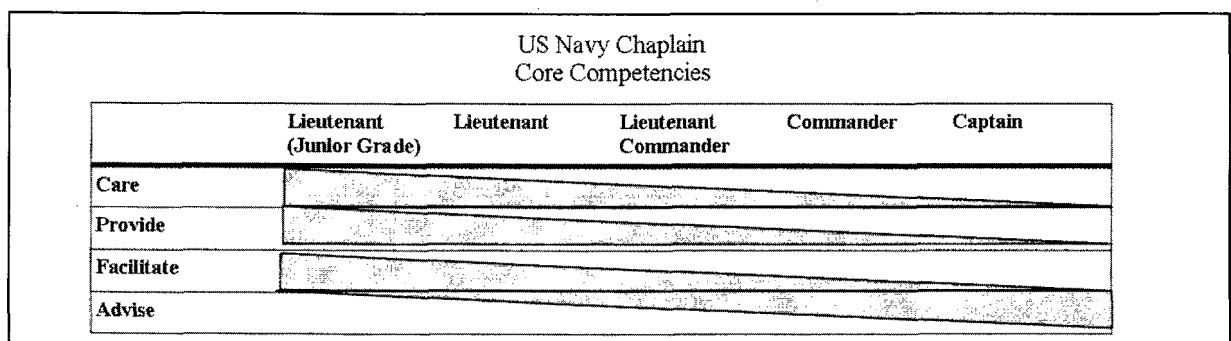 US Navy Chaplain
Core Competencies
Lieutenant (Junior Grade) Lieutenant Lieutenant Commander Commander Captain
Care
Provide
Facilitate
Advise